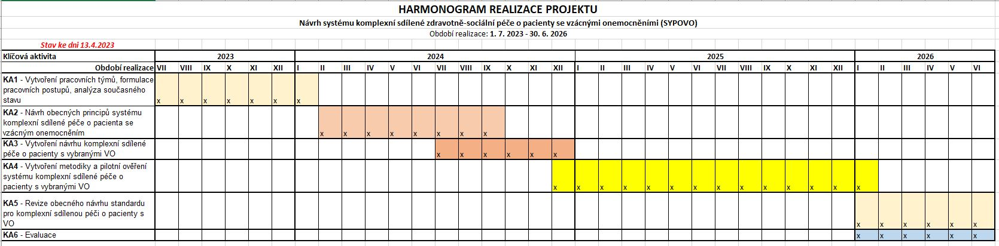 HARMONOGRAM REALIZACE PROJEKTU
Návrh systému komplexní sdílené zdravotně-sociální péče o pacienty se vzácnými onemocněními (SYPOVO)
Období realizace: 1. 7. 2023 - 30. 6. 2026
Stav ke dni 13.4.2023
Klíčová aktivita 2023 2024 2025 2026
Období realizace VII VIII IX X XI XII I II III IV V VI VII VIII IX X XI XII I II III IV V VI VII VIII IX X XI XII I II III IV V VI
KA1 - Vytvoření pracovních týmů, formulace
pracovních postupů, analýza současného
stavu x x x x x x x
KA2 - Návrh obecných principů systému
komplexní sdílené péče o pacienta se
vzácným onemocněním x x x x x x x x
KA3 - Vytvoření návrhu komplexní sdílené
péče o pacienty s vybranými VO x x x x x x
KA4 - Vytvoření metodiky a pilotní ověření
systému komplexní sdílené péče o
pacienty s vybranými VO x x x x x x x x x x x x x x
KA5 - Revize obecného návrhu standardu
pro komplexní sdílenou péči o pacienty s
VO x x x x x x
KA6 - Evaluace x x x x x x